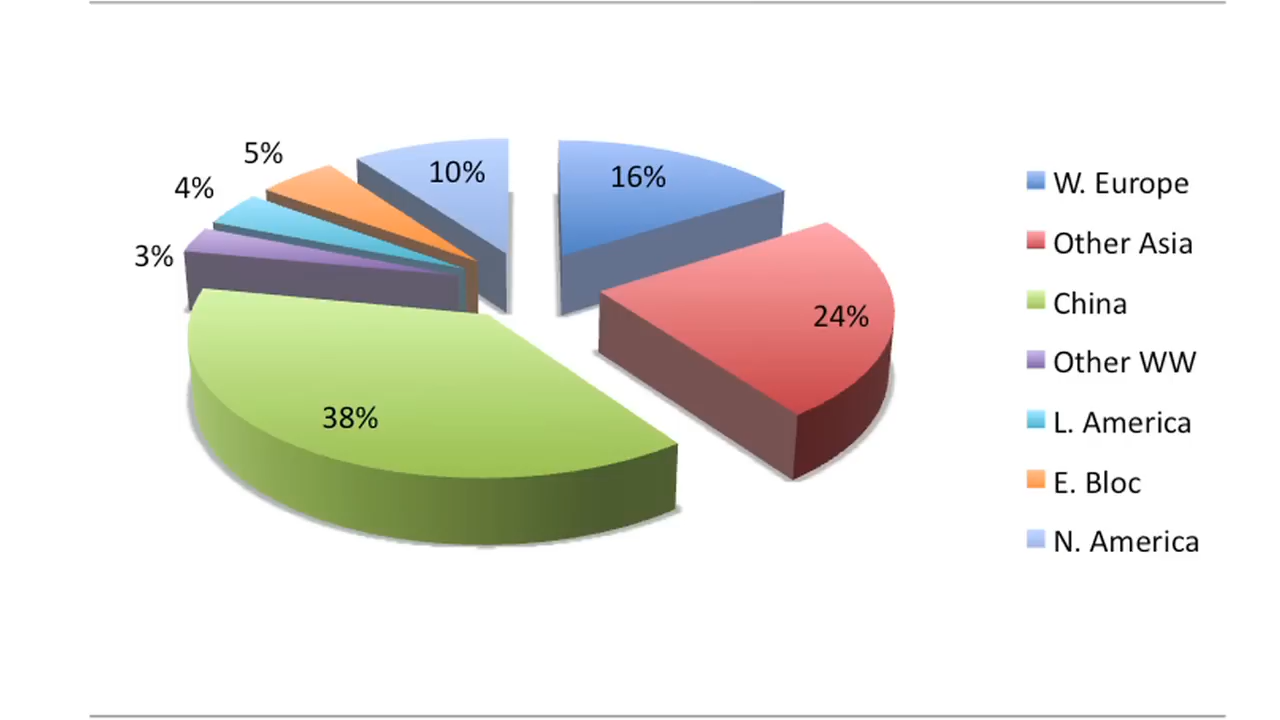 5%
10%
16%
4%
3%
24%
38%
W. Europe
Other Asia
China
Other WW
L. America
E. Bloc
N. America